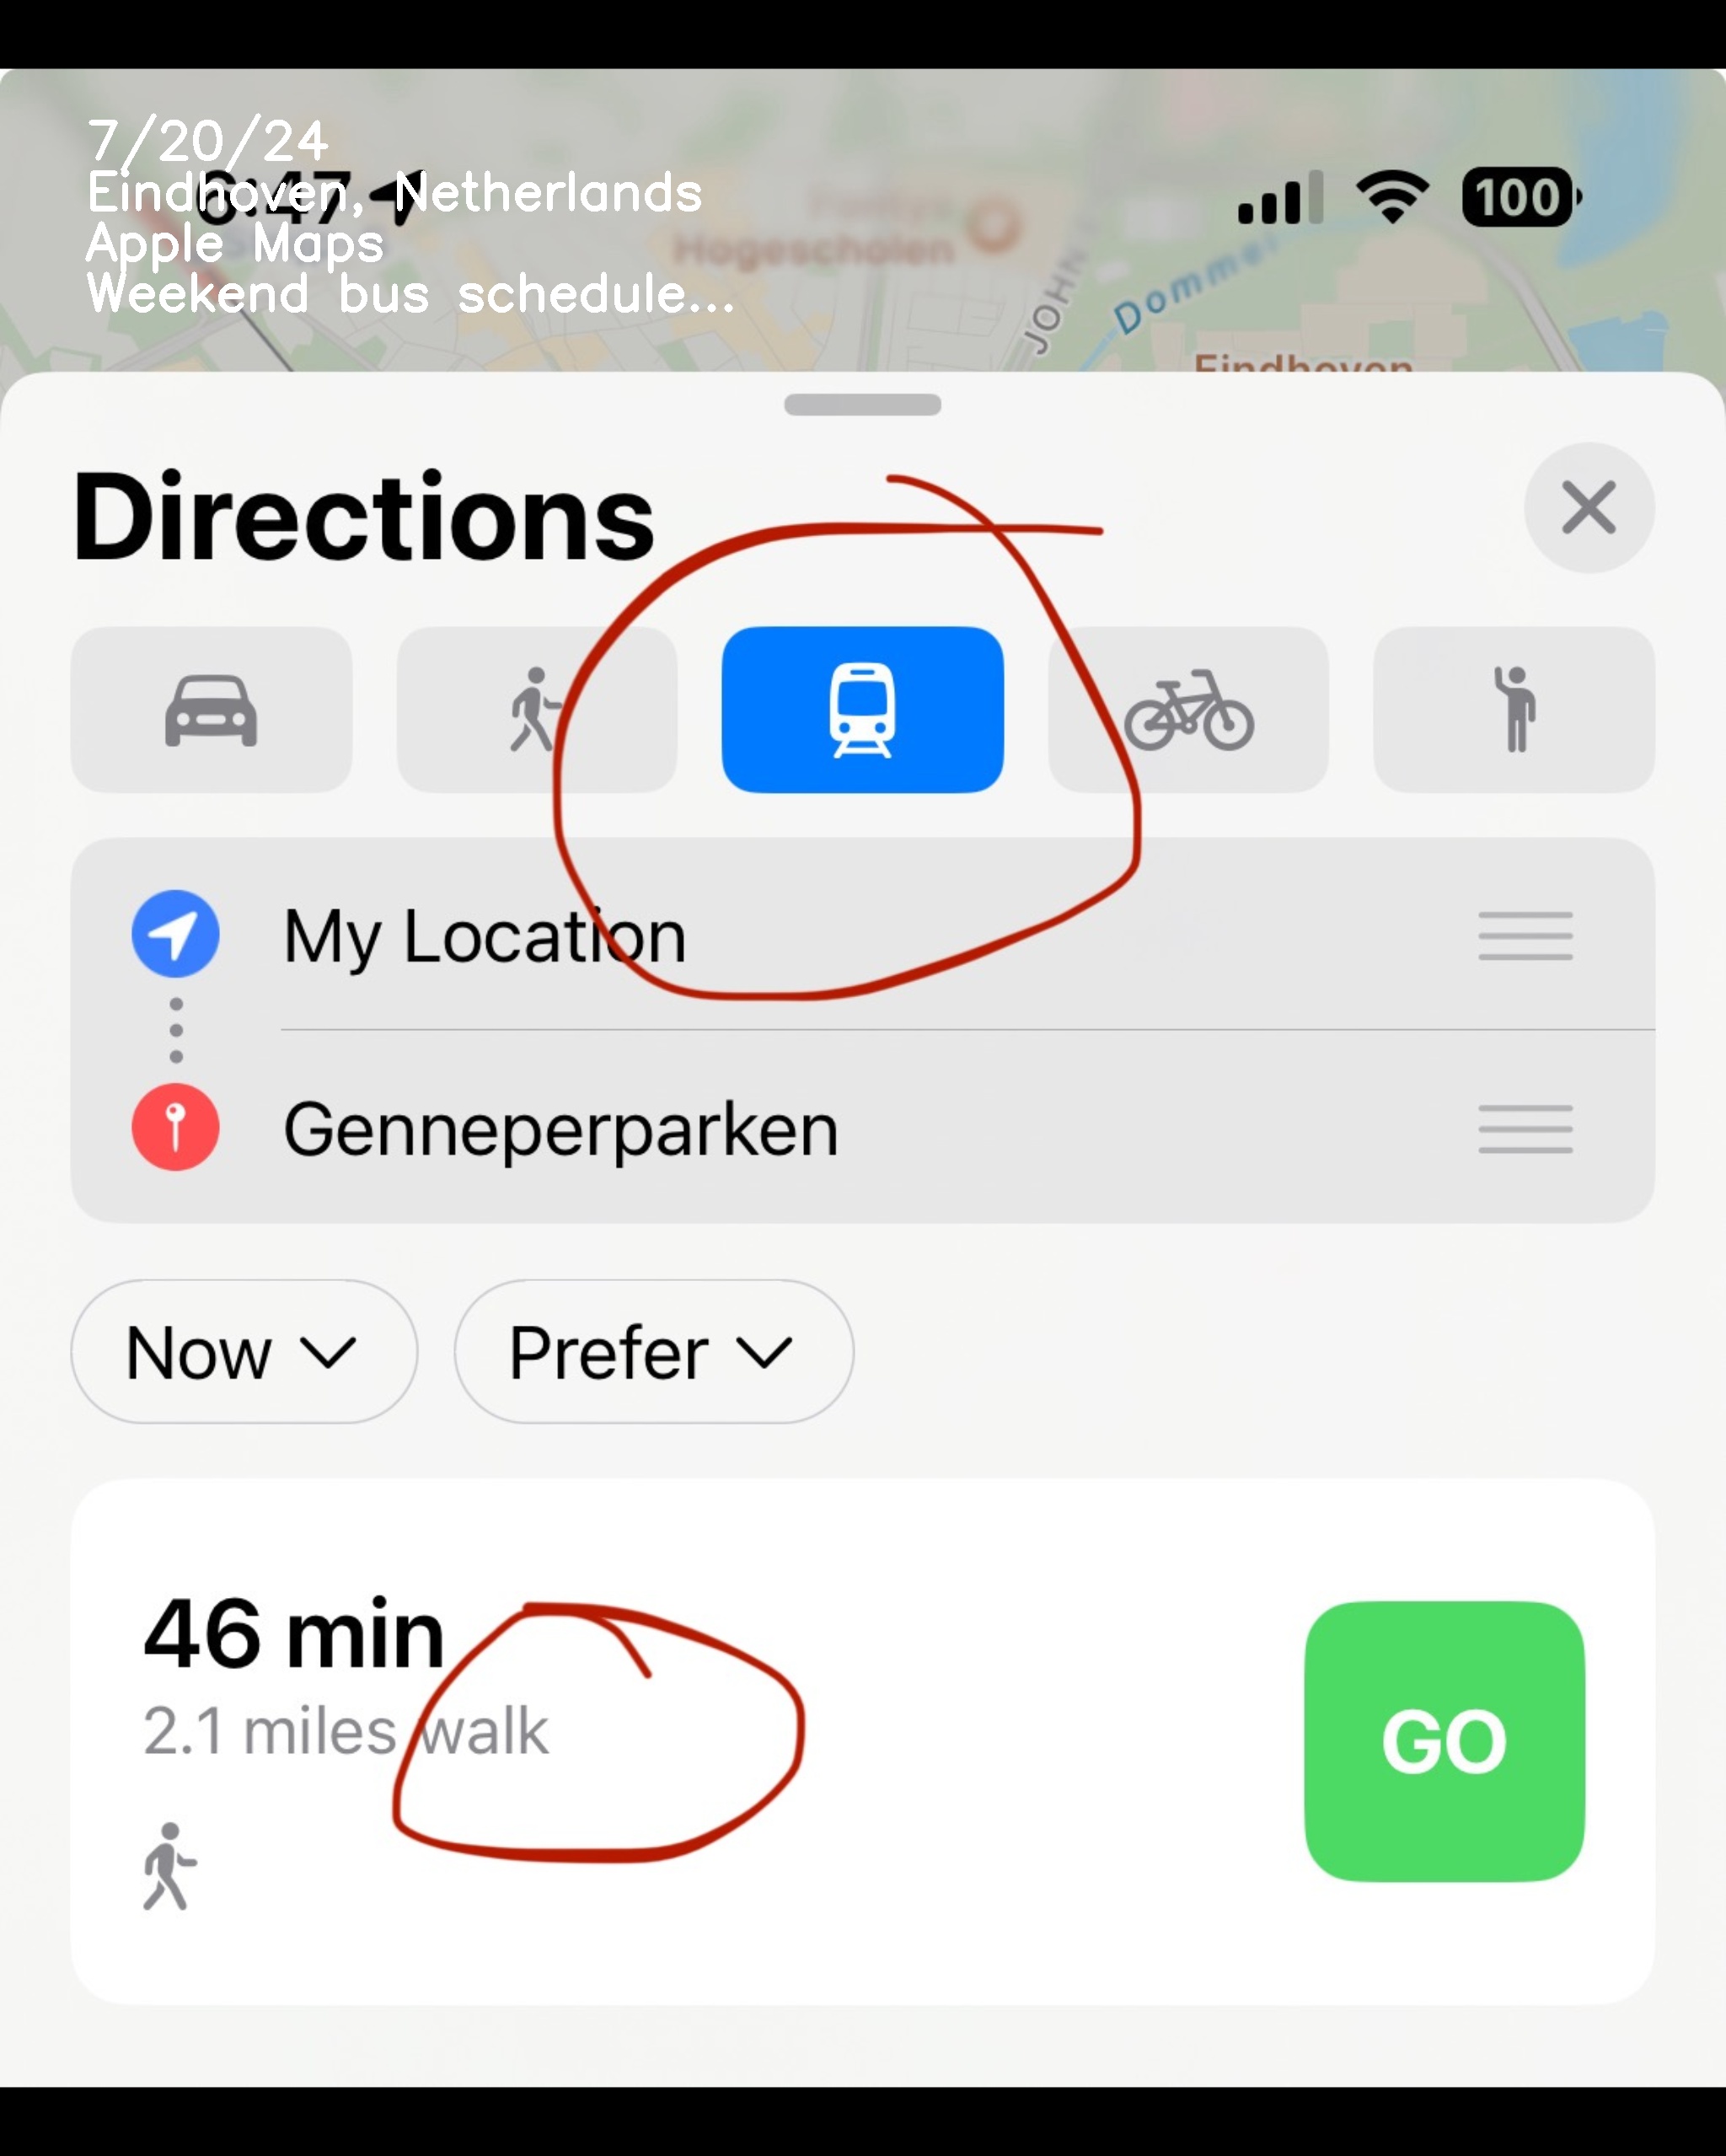 7/20/24
6:47
Eindhoven, Netherlands
Apple Maps
Weekend bus schedule...
100
Hogescholen
JOHN
Dommel
Eindhoven
Directions
My Location
Genneperparken
Now
Prefer
46 min
2.1 miles walk
GO